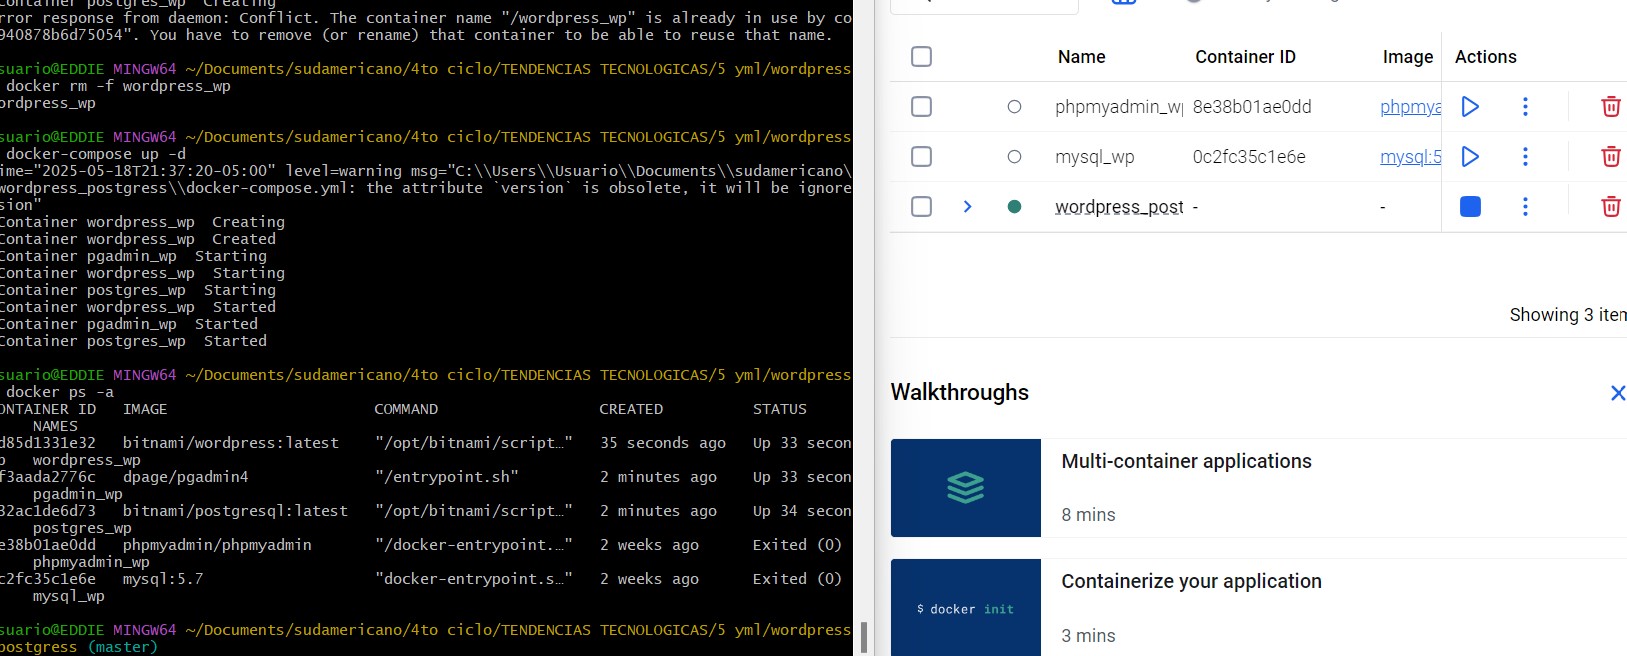 ontainer postgres_wp  Creating
rror response from daemon: Conflict. The container name "/wordpress_wp" is already in use by co
940878b6d75054". You have to remove (or rename) that container to be able to reuse that name.
suario@EDDIE MINGW64 ~/Documents/sudamericano/4to ciclo/TENDENCIAS TECNOLOGICAS/5 yml/wordpress
docker rm -f wordpress_wp
ordpress_wp
suario@EDDIE MINGW64 ~/Documents/sudamericano/4to ciclo/TENDENCIAS TECNOLOGICAS/5 yml/wordpress
docker-compose up -d
ime="2025-05-18T21:37:20-05:00" level=warning msg="C:\\Users\\Usuario\\Documents\\sudamericano\
wordpress_postgress\\docker-compose.yml: the attribute `version` is obsolete, it will be ignore
sion"
Container wordpress_wp  Creating
Container wordpress_wp  Created
Container pgadmin_wp  Starting
Container wordpress_wp  Starting
Container postgres_wp  Starting
Container wordpress_wp  Started
Container pgadmin_wp  Started
Container postgres_wp  Started
suario@EDDIE MINGW64 ~/Documents/sudamericano/4to ciclo/TENDENCIAS TECNOLOGICAS/5 yml/wordpress
docker ps -a
ONTAINER ID   IMAGE                        COMMAND                  CREATED          STATUS
NAMES
d85d1331e32   bitnami/wordpress:latest    "/opt/bitnami/script…"   35 seconds ago   Up 33 secon
p   wordpress_wp
f3aada2776c   dpage/pgadmin4              "/entrypoint.sh"         2 minutes ago    Up 33 secon
pgadmin_wp
32ac1de6d73   bitnami/postgresql:latest   "/opt/bitnami/script…"   2 minutes ago    Up 34 secon
postgres_wp
e38b01ae0dd   phpmyadmin/phpmyadmin       "/docker-entrypoint.…"   2 weeks ago      Exited (0)
phpmyadmin_wp
c2fc35c1e6e   mysql:5.7                   "docker-entrypoint.s…"   2 weeks ago      Exited (0)
mysql_wp
suario@EDDIE MINGW64 ~/Documents/sudamericano/4to ciclo/TENDENCIAS TECNOLOGICAS/5 yml/wordpress
postgress (master)
Name Container ID Image Actions
phpmyadmin_wp 8e38b01ae0dd phpmya
mysql_wp 0c2fc35c1e6e mysql:5
wordpress_post - -
Showing 3 item
Walkthroughs
Multi-container applications
8 mins
$ docker init
Containerize your application
3 mins